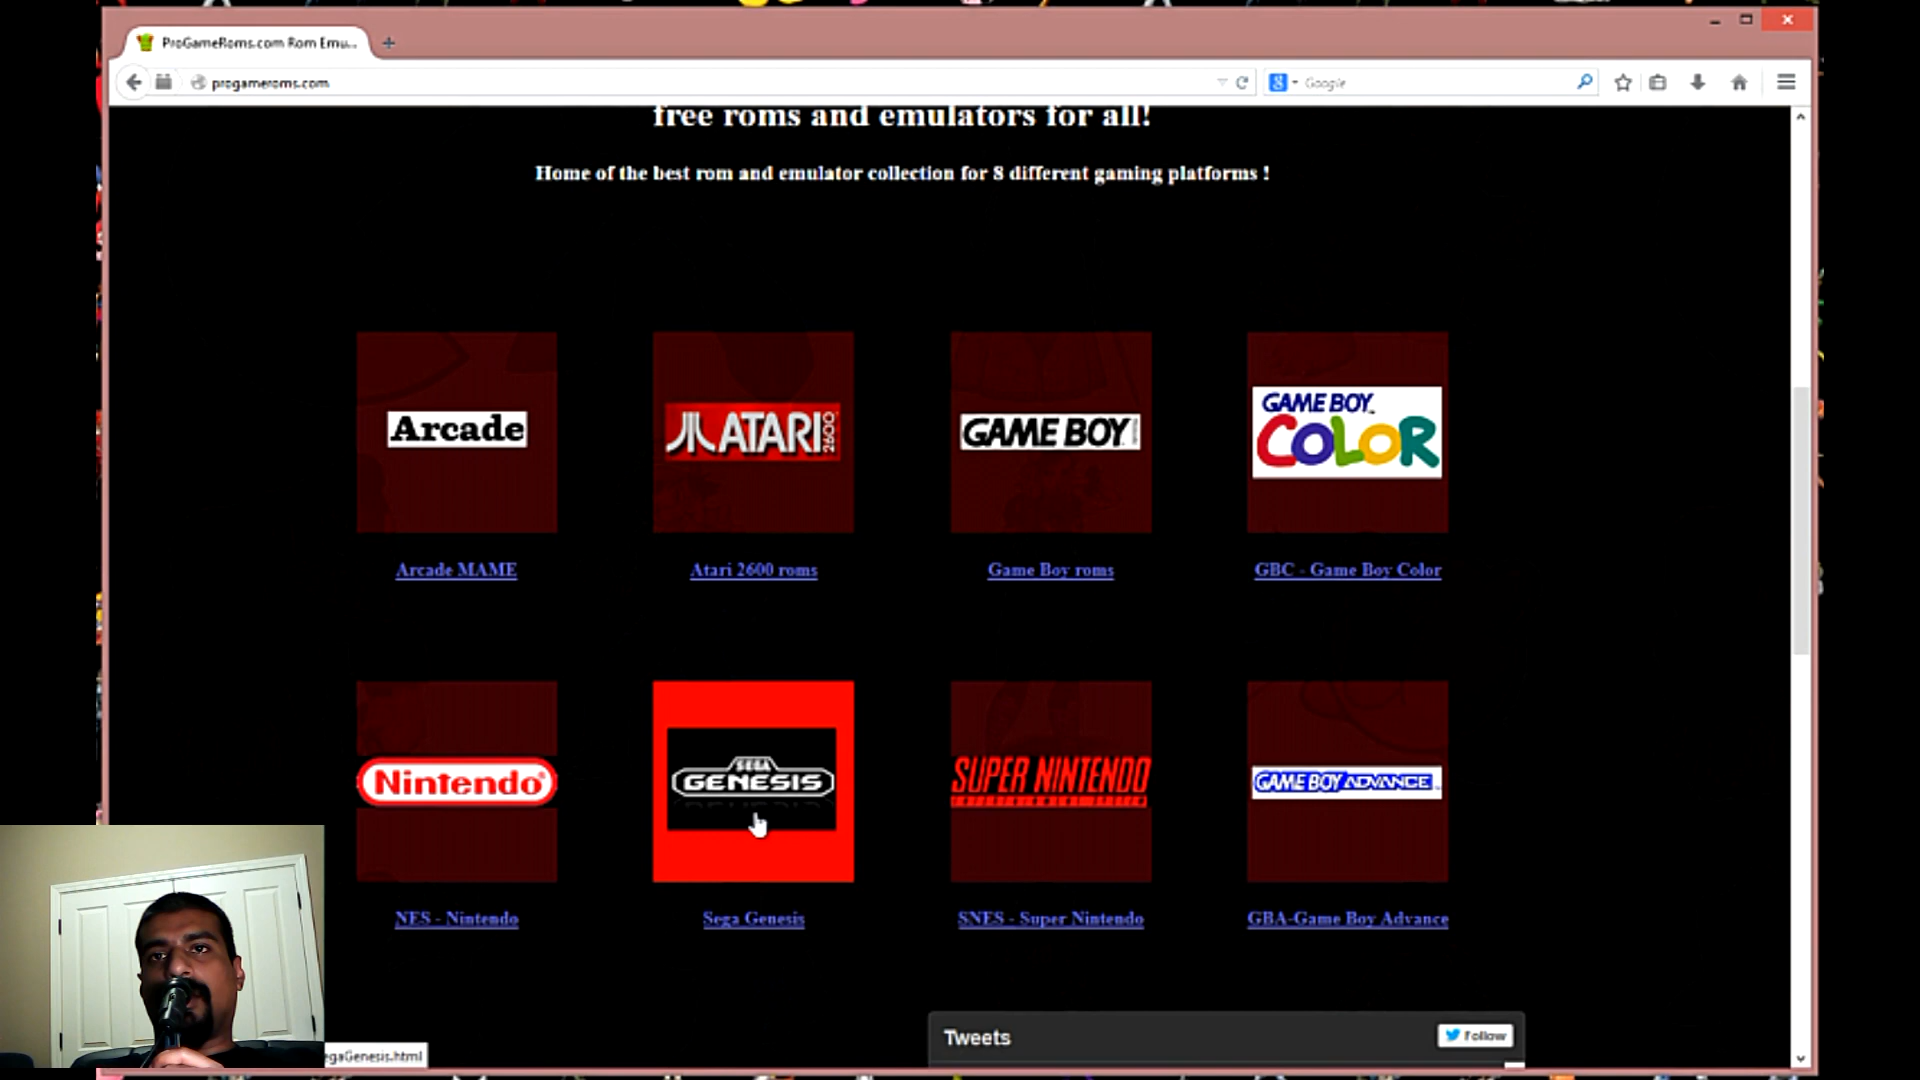 ProGameRoms.com Rom Emu...
progameroms.com
Google
free roms and emulators for all!
Home of the best rom and emulator collection for 8 different gaming platforms !
Arcade
ATARI 2600
GAME BOY
GAME BOY COLOR
Arcade MAME
Atari 2600 roms
Game Boy roms
GBC - Game Boy Color
Nintendo
SEGA GENESIS
SUPER NINTENDO
GAME BOY ADVANCE
NES - Nintendo
Sega Genesis
SNES - Super Nintendo
GBA-Game Boy Advance
Tweets
Follow
egaGenesis.html